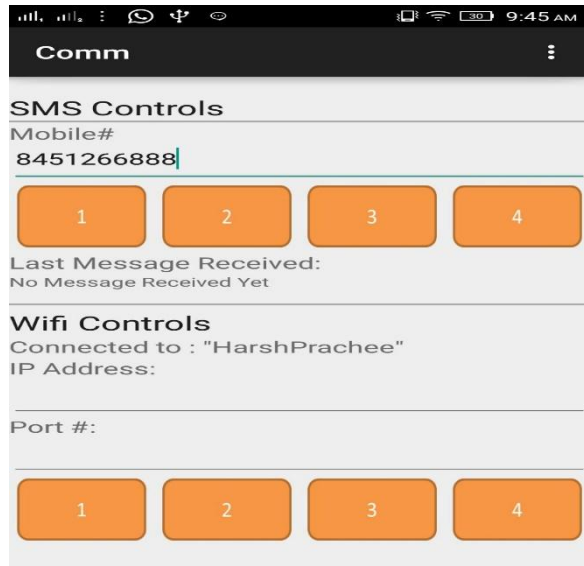 30 9:45 AM
Comm
SMS Controls
Mobile#
8451266888
1 2 3 4
Last Message Received:
No Message Received Yet
Wifi Controls
Connected to : "HarshPrachee"
IP Address:
Port #:
1 2 3 4